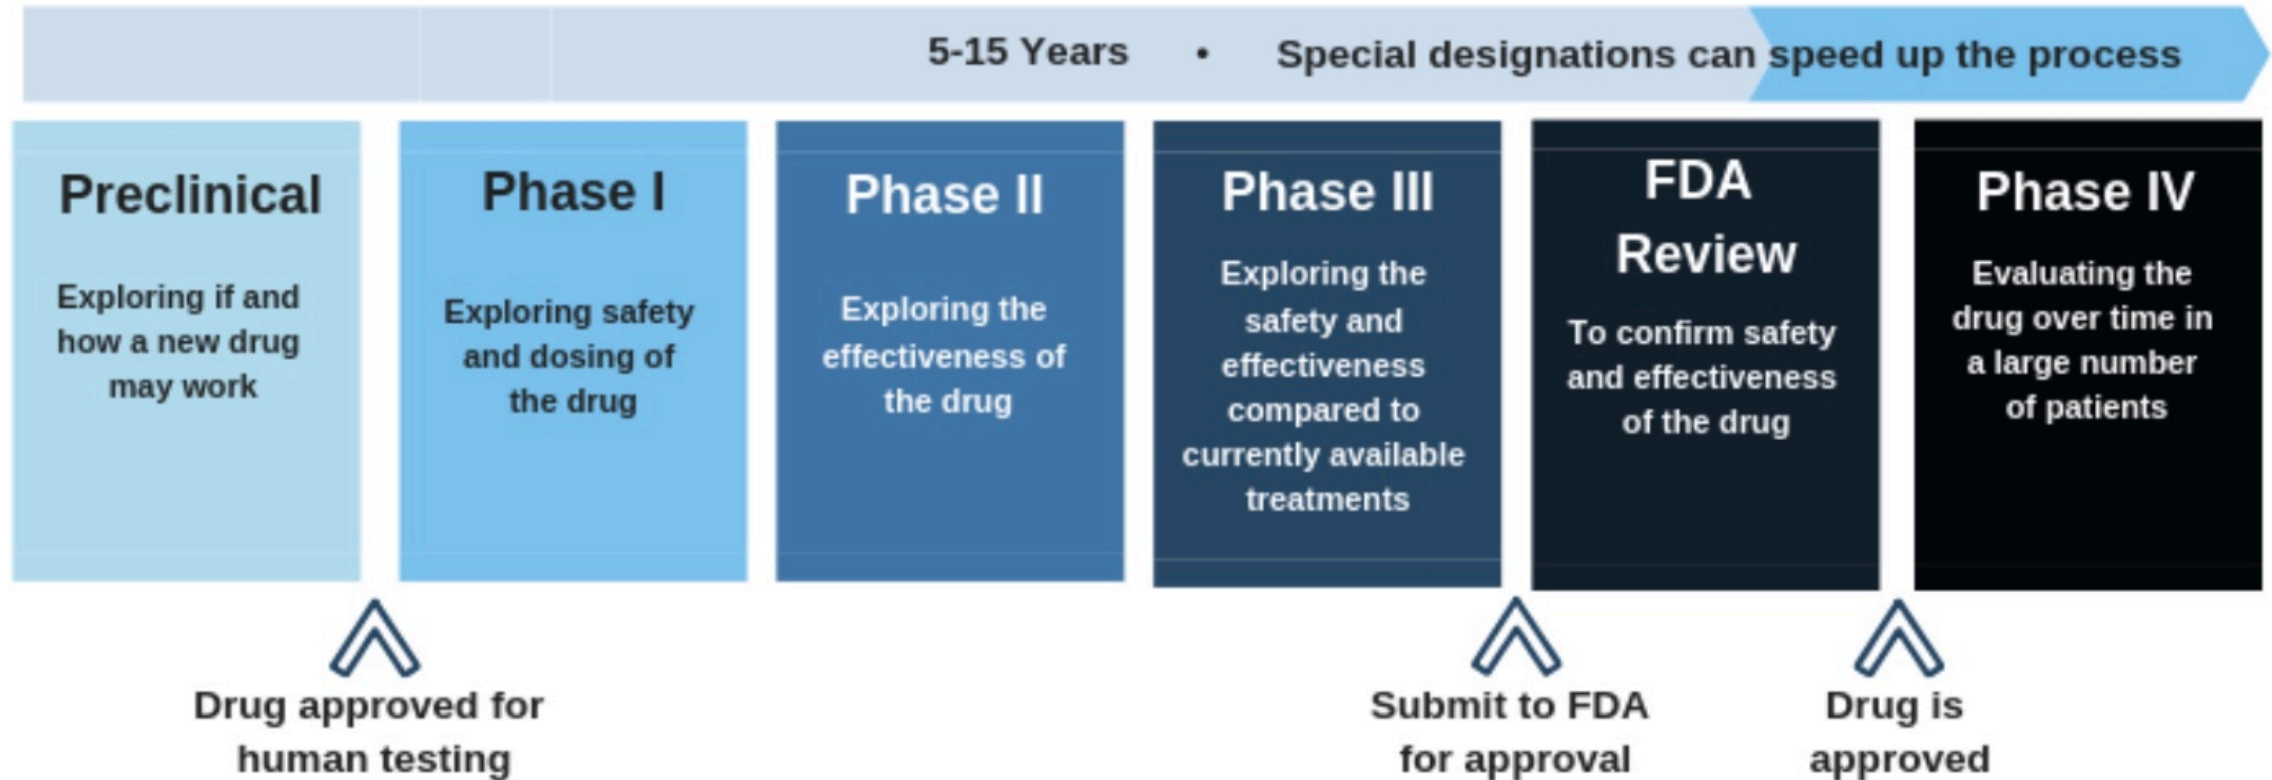 5-15 Years • Special designations can speed up the process
Preclinical
Exploring if and
how a new drug
may work
Phase I
Exploring safety
and dosing of
the drug
Phase II
Exploring the
effectiveness of
the drug
Phase III
Exploring the
safety and
effectiveness
compared to
currently available
treatments
FDA
Review
To confirm safety
and effectiveness
of the drug
Phase IV
Evaluating the
drug over time in
a large number
of patients
Drug approved for
human testing
Submit to FDA
for approval
Drug is
approved